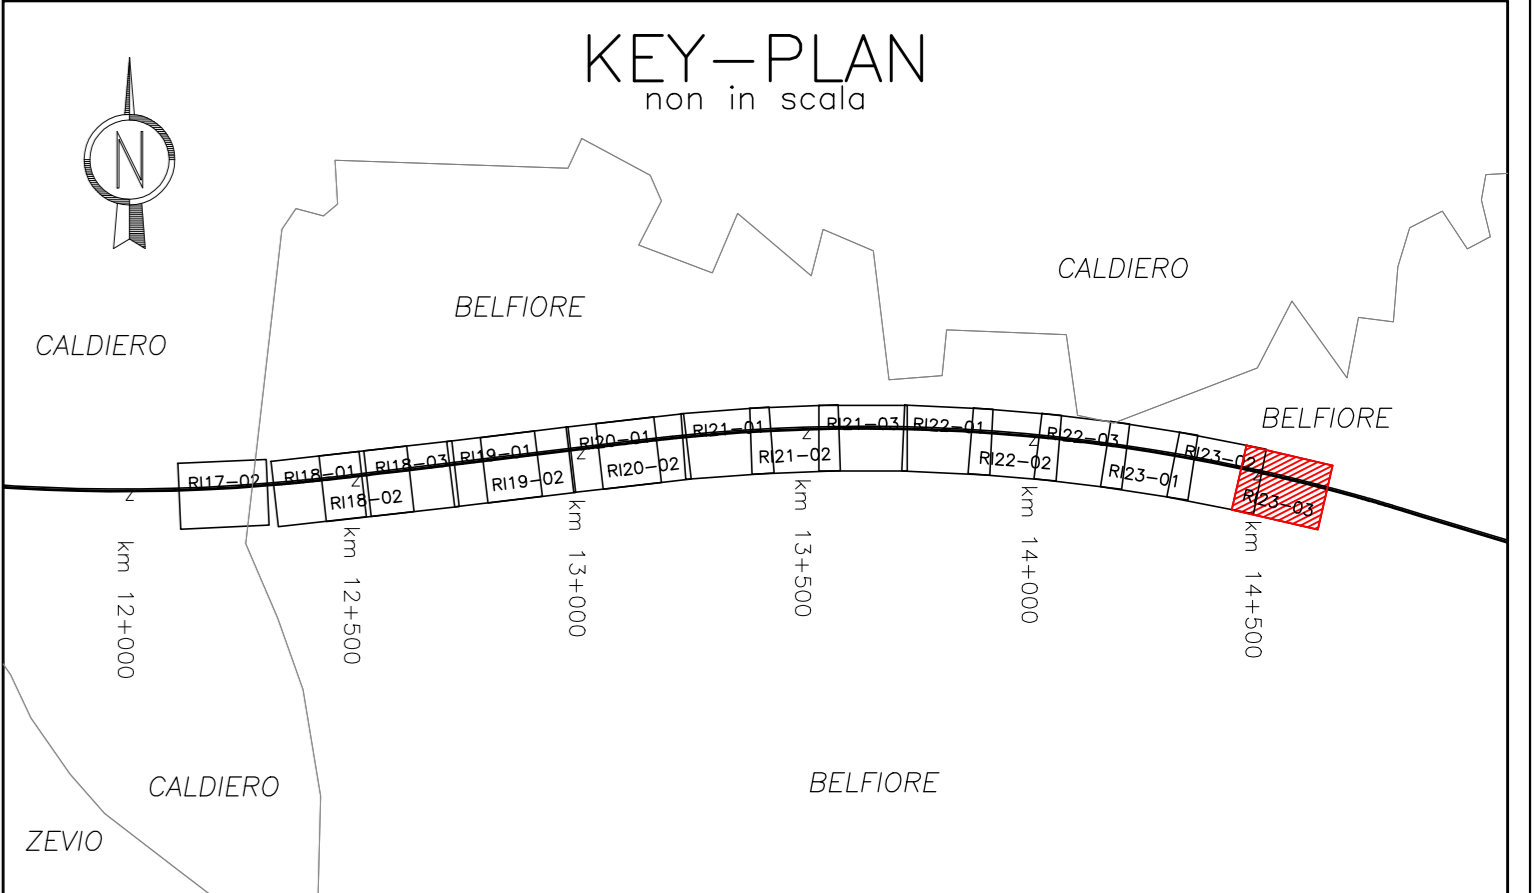 KEY-PLAN
non in scala
N
CALDIERO
BELFIORE
CALDIERO
BELFIORE
RI17-02
RI18-01
RI18-02
RI18-03
RI19-01
RI19-02
RI20-01
RI20-02
RI21-01
RI21-02
RI21-03
RI22-01
RI22-02
RI22-03
RI23-01
RI23-02
RI23-03
km 12+000
km 12+500
km 13+000
km 13+500
km 14+000
km 14+500
CALDIERO
BELFIORE
ZEVIO